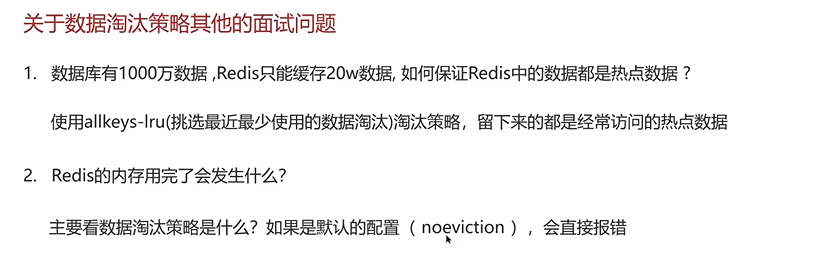 关于数据淘汰策略其他的面试问题
1. 数据库有1000万数据 ,Redis只能缓存20w数据, 如何保证Redis中的数据都是热点数据 ?
使用allkeys-lru(挑选最近最少使用的数据淘汰)淘汰策略，留下来的都是经常访问的热点数据
2. Redis的内存用完了会发生什么？
主要看数据淘汰策略是什么？如果是默认的配置（ noeviction ），会直接报错